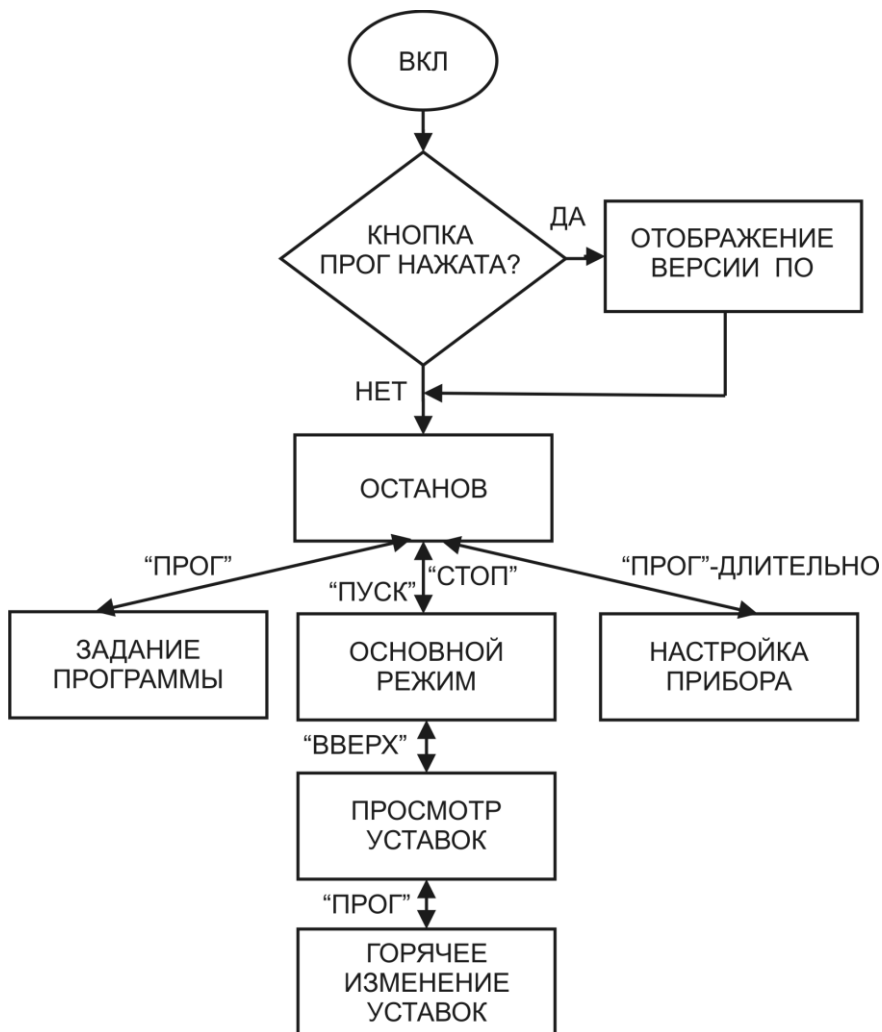 ВКЛ
КНОПКА
ПРОГ НАЖАТА?
ДА
ОТОБРАЖЕНИЕ
ВЕРСИИ ПО
НЕТ
ОСТАНОВ
“ПРОГ”
“ПУСК”
“СТОП”
“ПРОГ”-ДЛИТЕЛЬНО
ЗАДАНИЕ
ПРОГРАММЫ
ОСНОВНОЙ
РЕЖИМ
НАСТРОЙКА
ПРИБОРА
“ВВЕРХ”
ПРОСМОТР
УСТАВОК
“ПРОГ”
ГОРЯЧЕЕ
ИЗМЕНЕНИЕ
УСТАВОК